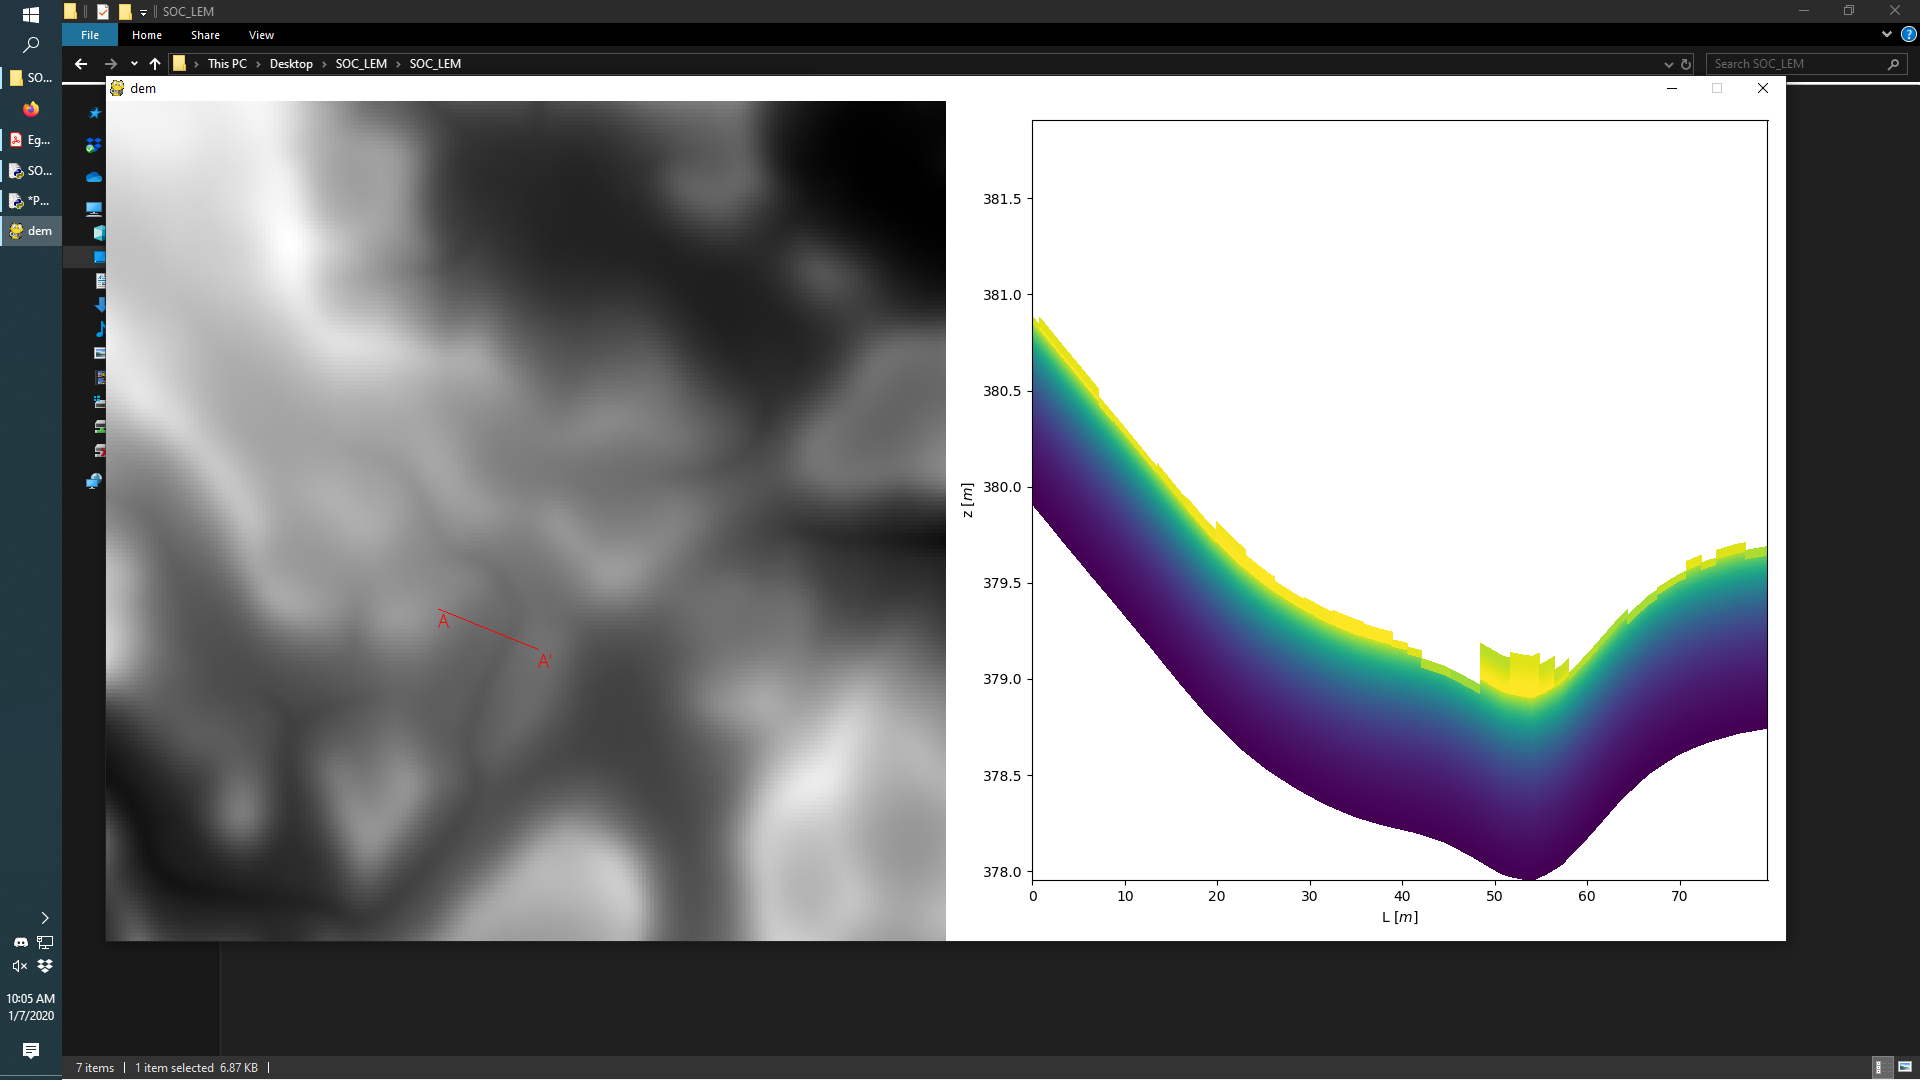 SOC_LEM
File Home Share View
This PC Desktop SOC_LEM SOC_LEM
Search SOC_LEM
dem
SO...
Eg...
SO...
*P...
dem
A
A'
381.5
381.0
380.5
380.0
379.5
379.0
378.5
378.0
z [m]
0 10 20 30 40 50 60 70
L [m]
10:05 AM
1/7/2020
7 items 1 item selected 6.87 KB